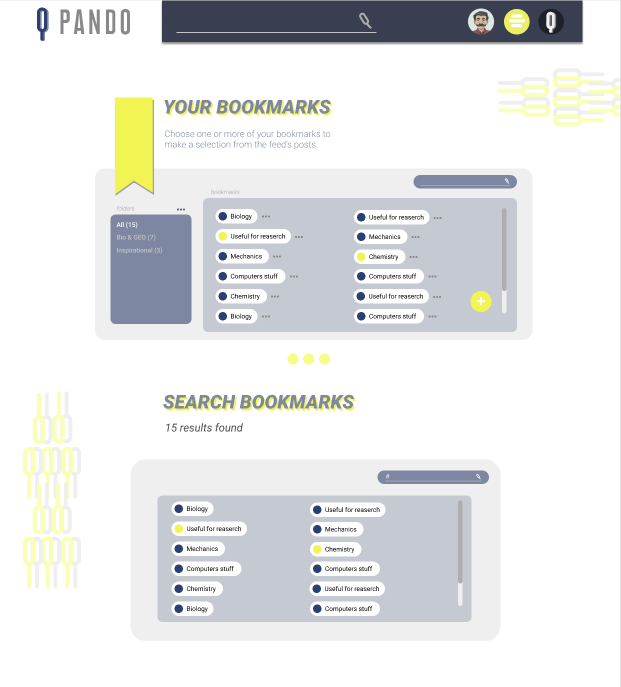 PANDO
YOUR BOOKMARKS
Choose one or more of your bookmarks to
make a selection from the feed's posts.
bookmarks
folders
All (15)
Bio & GEO (7)
Inspirational (3)
Biology
Useful for reaserch
Useful for reaserch
Mechanics
Mechanics
Chemistry
Computers stuff
Computers stuff
Chemistry
Useful for reaserch
Biology
Computers stuff
+
SEARCH BOOKMARKS
15 results found
#
Biology
Useful for reaserch
Useful for reaserch
Mechanics
Mechanics
Chemistry
Computers stuff
Computers stuff
Chemistry
Useful for reaserch
Biology
Computers stuff